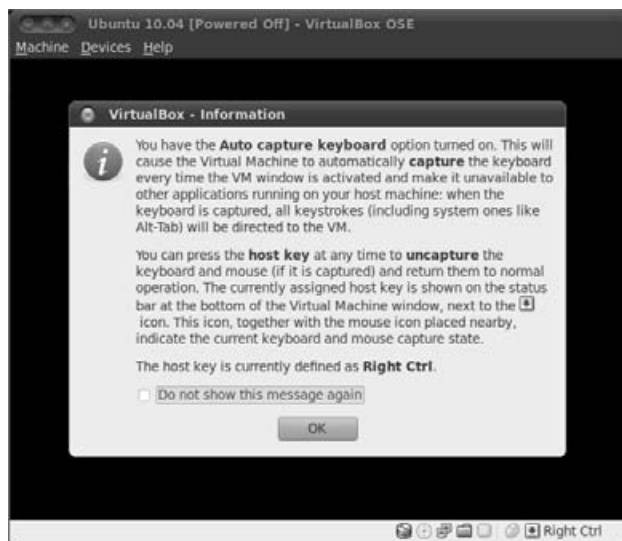 Ubuntu 10.04 [Powered Off] - VirtualBox OSE
Machine Devices Help
VirtualBox - Information
You have the Auto capture keyboard option turned on. This will
cause the Virtual Machine to automatically capture the keyboard
every time the VM window is activated and make it unavailable to
other applications running on your host machine: when the
keyboard is captured, all keystrokes (including system ones like
Alt-Tab) will be directed to the VM.
You can press the host key at any time to uncapture the
keyboard and mouse (if it is captured) and return them to normal
operation. The currently assigned host key is shown on the status
bar at the bottom of the Virtual Machine window, next to the
icon. This icon, together with the mouse icon placed nearby,
indicate the current keyboard and mouse capture state.
The host key is currently defined as Right Ctrl.
Do not show this message again
OK
Right Ctrl